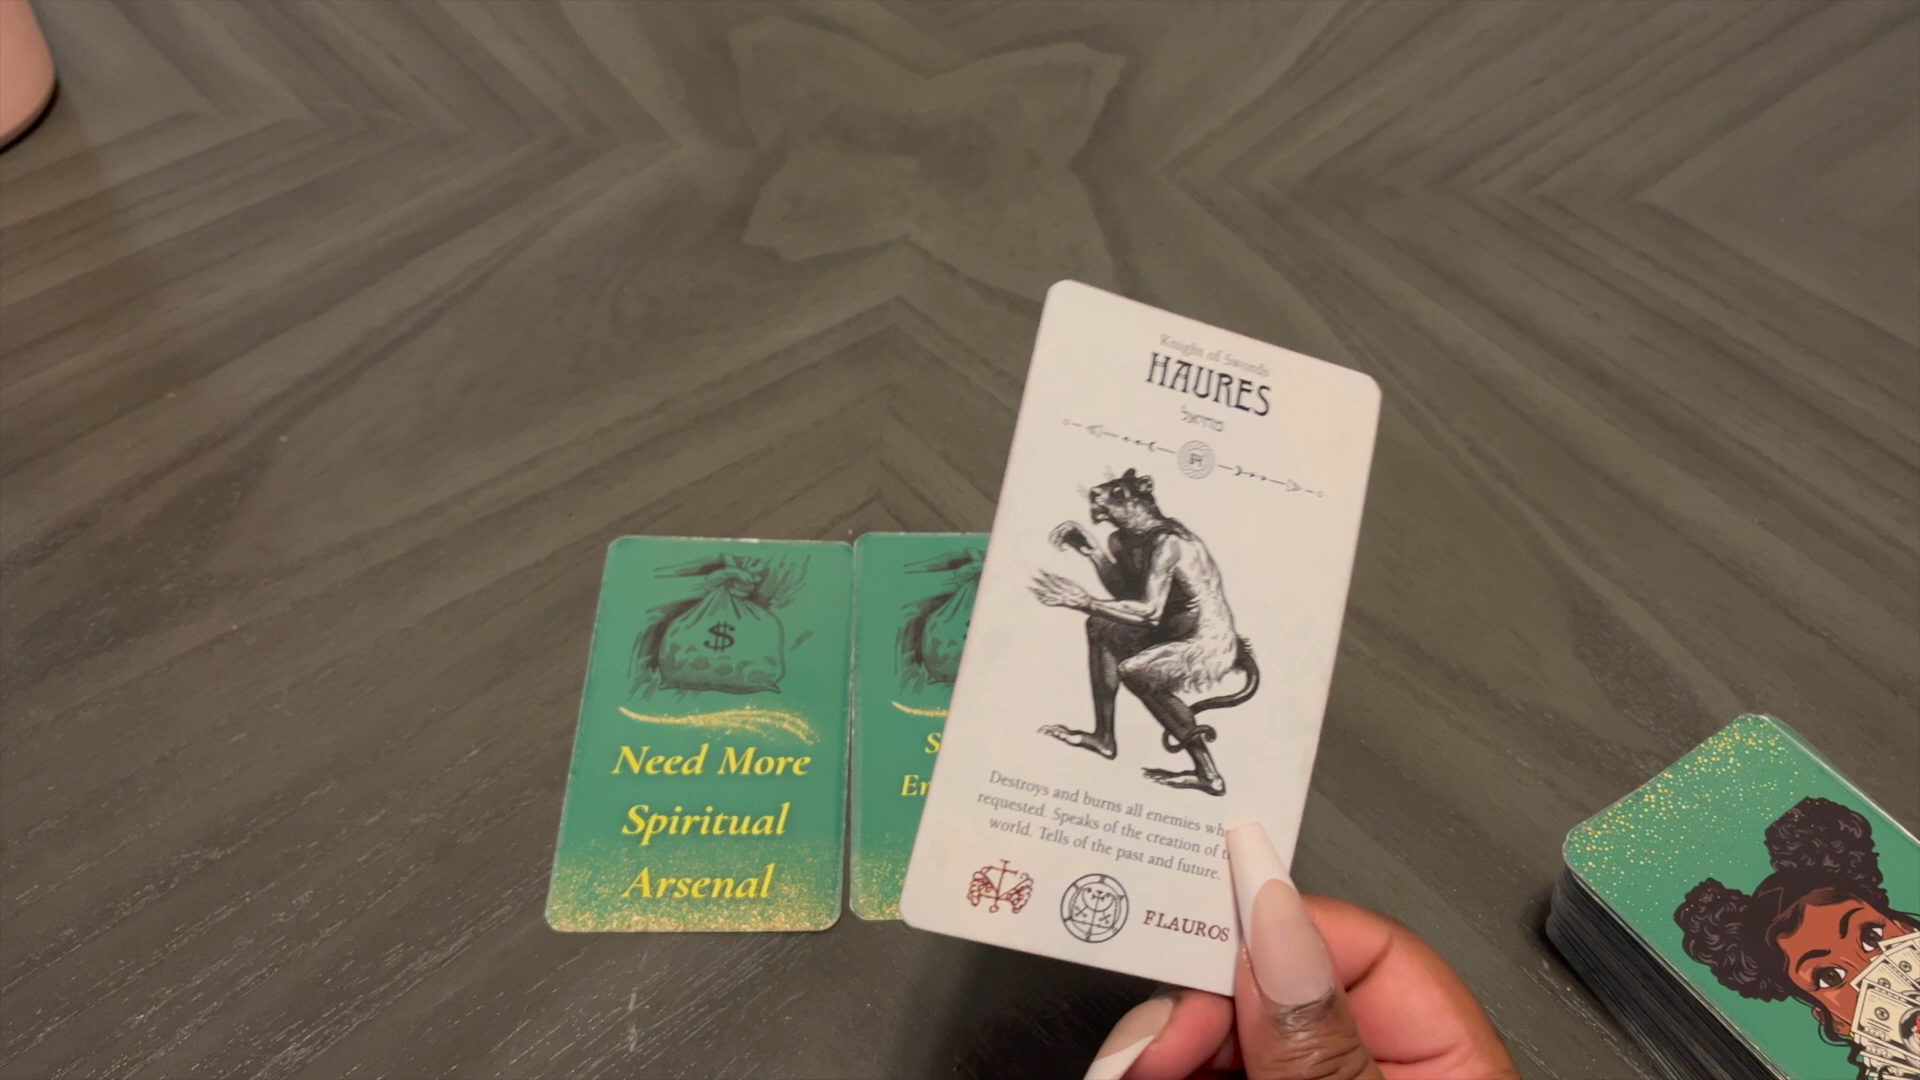 $
Need More
Spiritual
Arsenal
S
Knight of Swords
HAURES
64
Destroys and burns all enemies
requested. Speaks of the creation of
world. Tells of the past and future.
FLAUROS